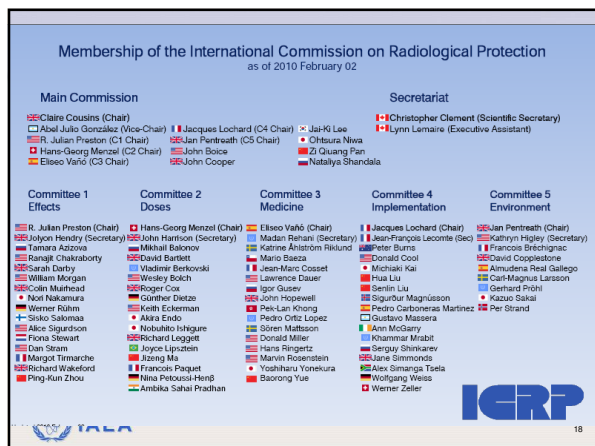 Membership of the International Commission on Radiological Protection
as of 2010 February 02
Main Commission
Claire Cousins (Chair)
Abel Julio González (Vice-Chair)
R. Julian Preston (C1 Chair)
Hans-Georg Menzel (C2 Chair)
Eliseo Vañó (C3 Chair)
Jacques Lochard (C4 Chair)
Jan Pentreath (C5 Chair)
John Boice
John Cooper
Jai-Ki Lee
Ohtsura Niwa
Zi Qiuang Pan
Nataliya Shandala
Secretariat
Christopher Clement (Scientific Secretary)
Lynn Lemaire (Executive Assistant)
Committee 1
Effects
R. Julian Preston (Chair)
Jolyon Hendry (Secretary)
Tamara Azizova
Ranajit Chakraborty
Sarah Darby
William Morgan
Colin Muirhead
Nori Nakamura
Werner Rühm
Sisko Salomaa
Alice Sigurdson
Fiona Stewart
Dan Stram
Margot Tirmarche
Richard Wakeford
Ping-Kun Zhou
Committee 2
Doses
Hans-Georg Menzel (Chair)
John Harrison (Secretary)
Mikhail Balonov
David Bartlett
Vladimir Berkovski
Wesley Bolch
Roger Cox
Günther Dietze
Keith Eckerman
Akira Endo
Nobuhito Ishigure
Richard Leggett
Joyce Lipsztein
Jizeng Ma
Francois Paquet
Nina Petoussi-Henß
Ambika Sahai Pradhan
Committee 3
Medicine
Eliseo Vañó (Chair)
Madan Rehani (Secretary)
Katrine Åhlström Riklund
Mario Baeza
Jean-Marc Cosset
Lawrence Dauer
Igor Gusev
John Hopewell
Pek-Lan Khong
Pedro Ortiz Lopez
Sören Mattsson
Donald Miller
Hans Ringertz
Marvin Rosenstein
Yoshiharu Yonekura
Baorong Yue
Committee 4
Implementation
Jacques Lochard (Chair)
Jean-François Lecomte (Sec)
Peter Burns
Donald Cool
Michiaki Kai
Hua Liu
Senlin Liu
Sigurður Magnússon
Pedro Carboneras Martinez
Gustavo Massera
Ann McGarry
Khammar Mrabit
Serguy Shinkarev
Jane Simmonds
Alex Simanga Tsela
Wolfgang Weiss
Werner Zeller
Committee 5
Environment
Jan Pentreath (Chair)
Kathryn Higley (Secretary)
Francois Bréchignac
David Copplestone
Almudena Real Gallego
Carl-Magnus Larsson
Gerhard Pröhl
Kazuo Sakai
Per Strand
ICRP
IAEA
18